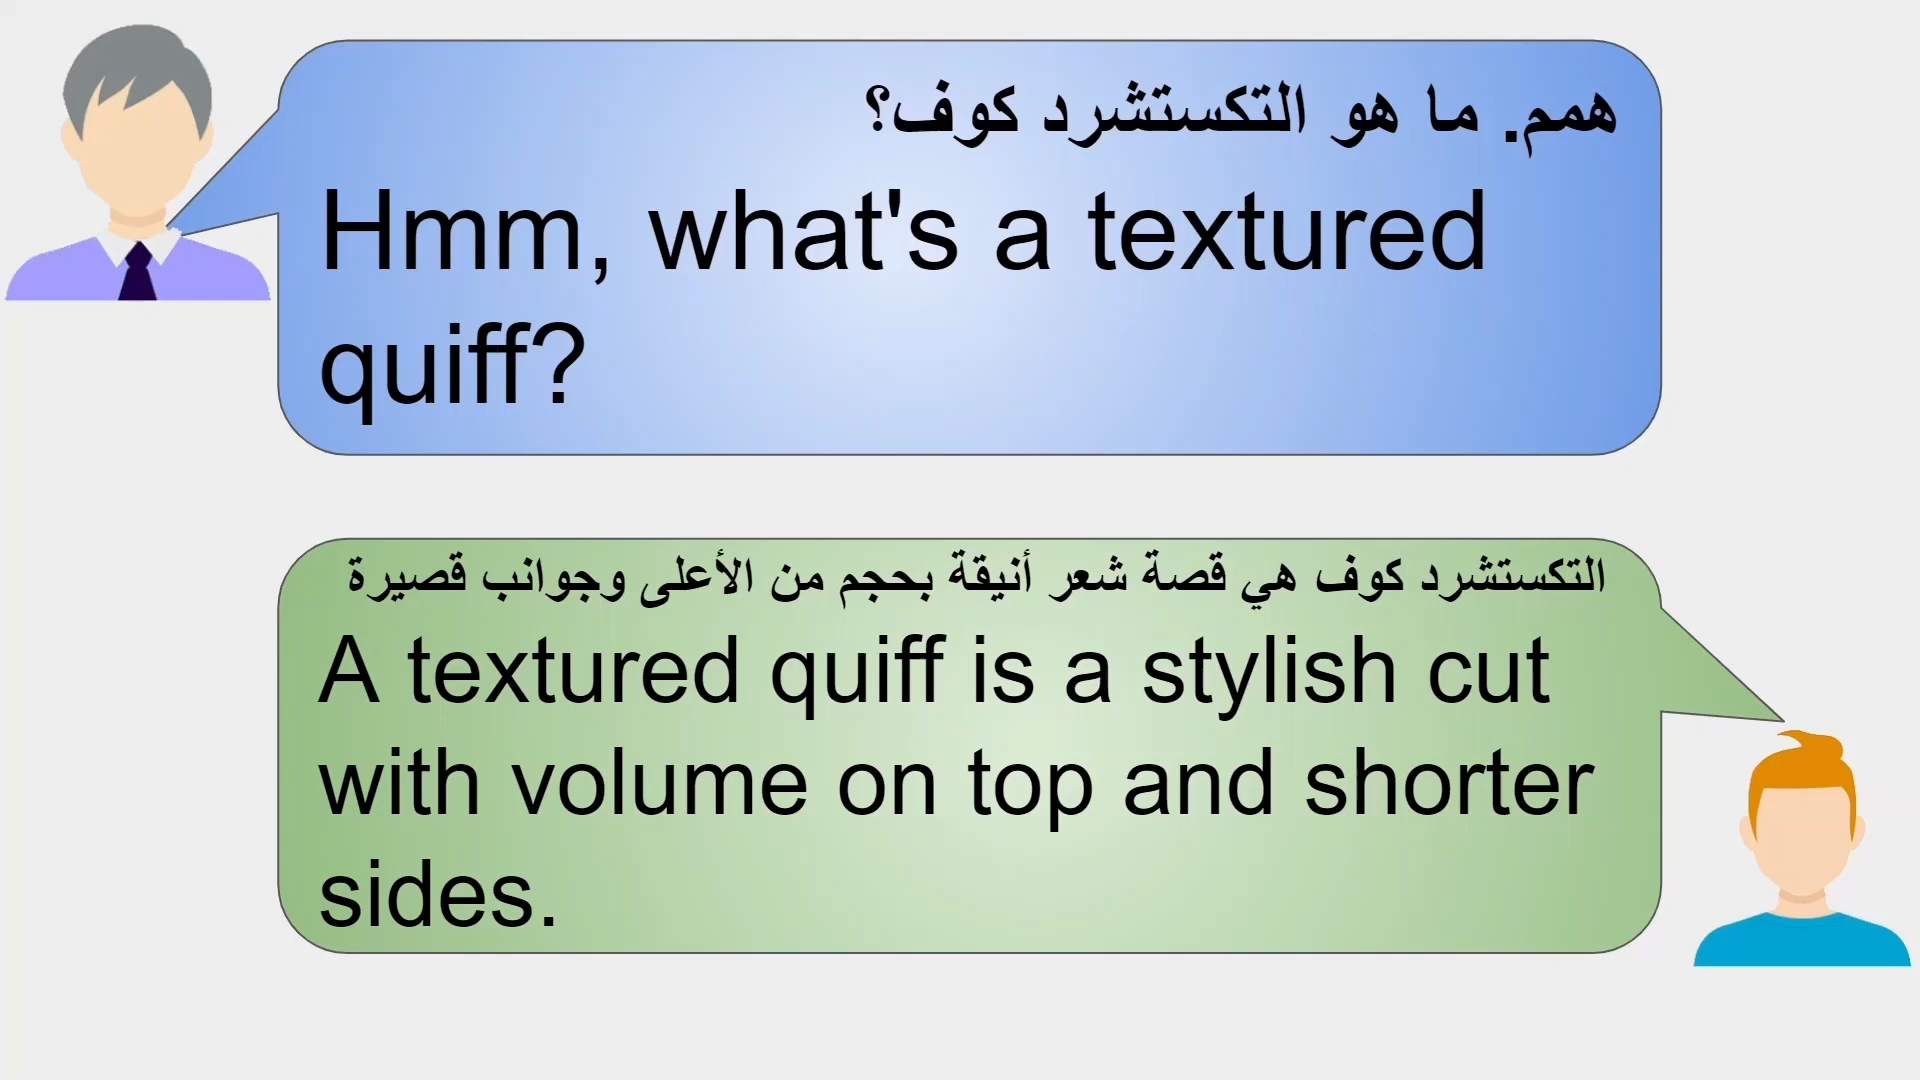 همم. ما هو التكستشرد كوف؟
Hmm, what's a textured
quiff?
التكستشرد كوف هي قصة شعر أنيقة بحجم من الأعلى وجوانب قصيرة
A textured quiff is a stylish cut
with volume on top and shorter
sides.